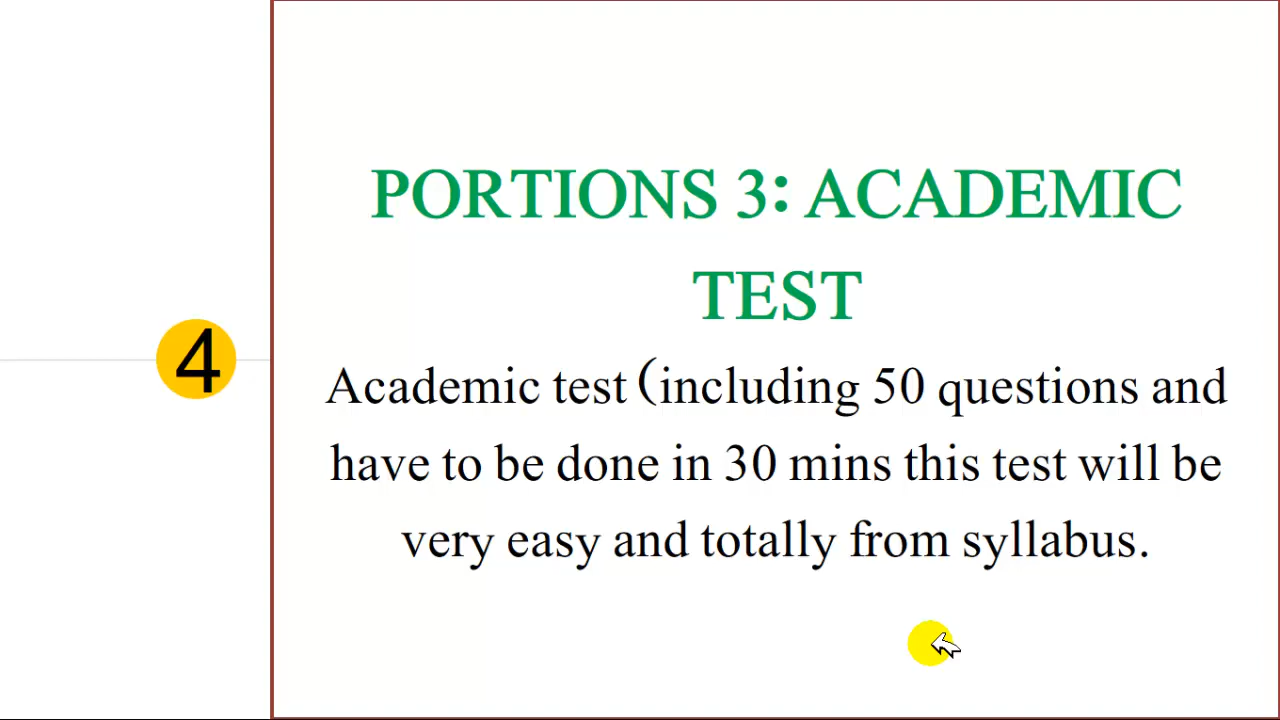 4
PORTIONS 3: ACADEMIC
TEST
Academic test (including 50 questions and
have to be done in 30 mins this test will be
very easy and totally from syllabus.